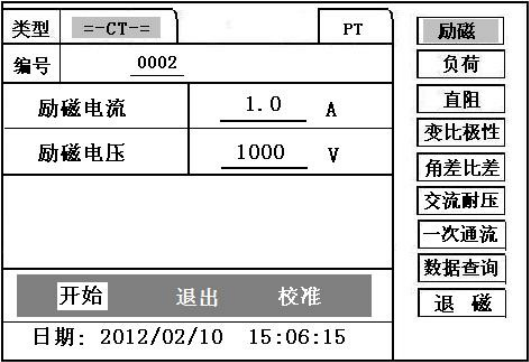 类型 =-CT-= PT
编号 0002
励磁电流 1.0 A
励磁电压 1000 V
开始 退出 校准
日期: 2012/02/10 15:06:15
励磁
负荷
直阻
变比极性
角差比差
交流耐压
一次通流
数据查询
退 磁